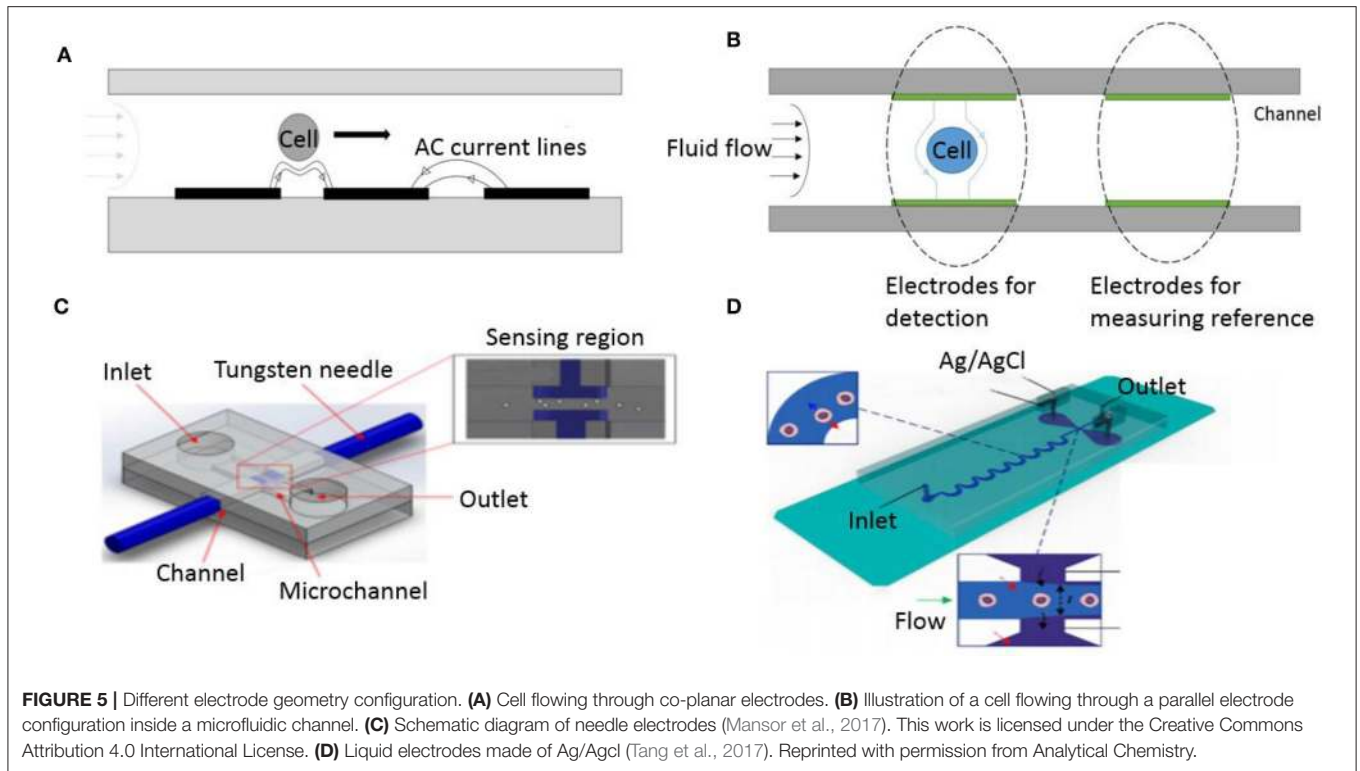 A
Cell
AC current lines
B
Fluid flow
Cell
Channel
Electrodes for
detection
Electrodes for
measuring reference
C
Sensing region
Inlet
Tungsten needle
Outlet
Channel
Microchannel
D
Ag/AgCl
Outlet
Inlet
Flow
FIGURE 5 | Different electrode geometry configuration. (A) Cell flowing through co-planar electrodes. (B) Illustration of a cell flowing through a parallel electrode
configuration inside a microfluidic channel. (C) Schematic diagram of needle electrodes (Mansor et al., 2017). This work is licensed under the Creative Commons
Attribution 4.0 International License. (D) Liquid electrodes made of Ag/Agcl (Tang et al., 2017). Reprinted with permission from Analytical Chemistry.